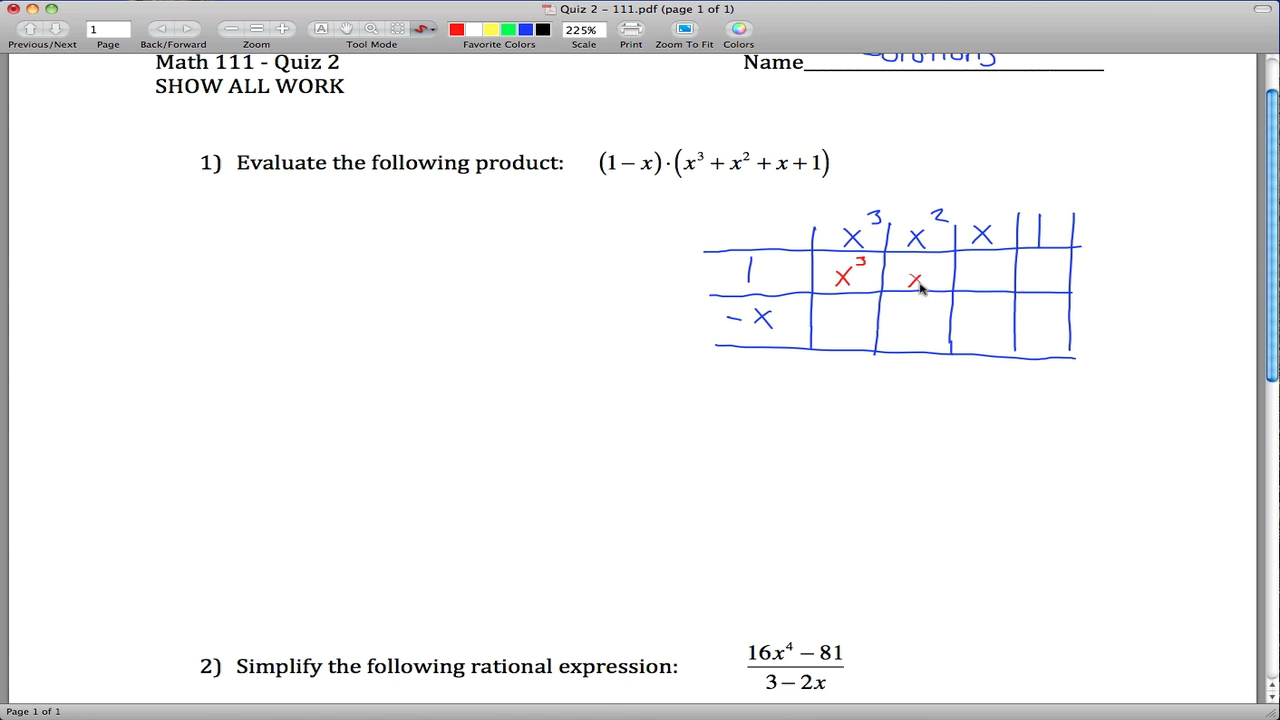 Quiz 2 – 111.pdf (page 1 of 1)
1 A 225%
Previous/Next Page Back/Forward Zoom Tool Mode Favorite Colors Scale Print Zoom To Fit Colors
Math 111 - Quiz 2 Name
SHOW ALL WORK
1) Evaluate the following product: (1 − x)·(x³ + x² + x + 1)
x³ x² x 1
1 x³ x
- x
2) Simplify the following rational expression: 16x⁴ − 81
3 − 2x
Page 1 of 1